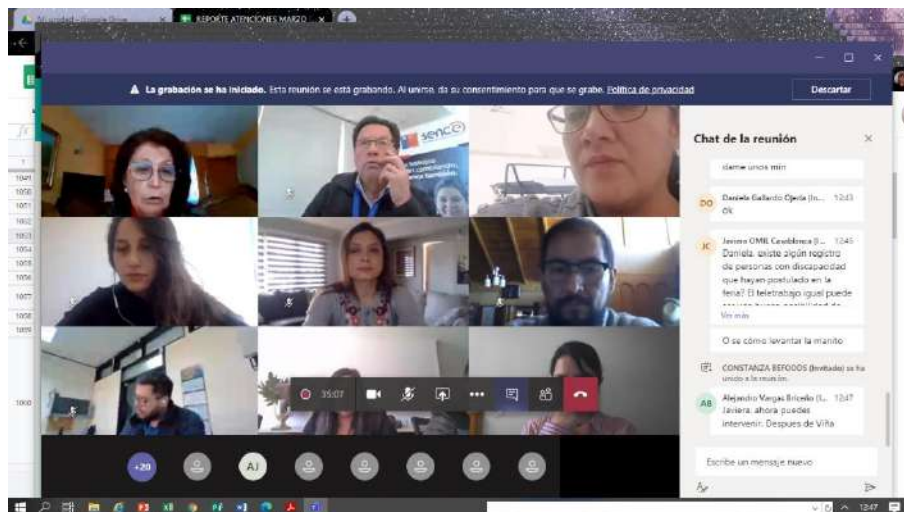 Mi unidad - Google Drive
REPORTE ATENCIONES MARZO
La grabación se ha iniciado. Esta reunión se está grabando. Al unirse, da su consentimiento para que se grabe. Política de privacidad
Descartar
senc
Chat de la reunión
dame unos min
DO
Daniela Gallardo Ojeda (In... 12:43
Ok
JC
Javiera OMIL Casablanca (I... 12:45
Daniela, existe algún registro
de personas con discapacidad
que hayan postulado en la
feria? El teletrabajo igual puede
Ver más
O se cómo levantar la manito
CONSTANZA BEFOODS (Invitado) se ha
unido a la reunión.
AB
Alejandro Vargas Briceño (I... 12:47
Javiera: ahora puedes
intervenir. Despues de Viña
35:07
+20
AJ
Escribe un mensaje nuevo
1049
1050
1051
1052
1053
1054
1055
1056
1057
1058
1059
1060
12:47